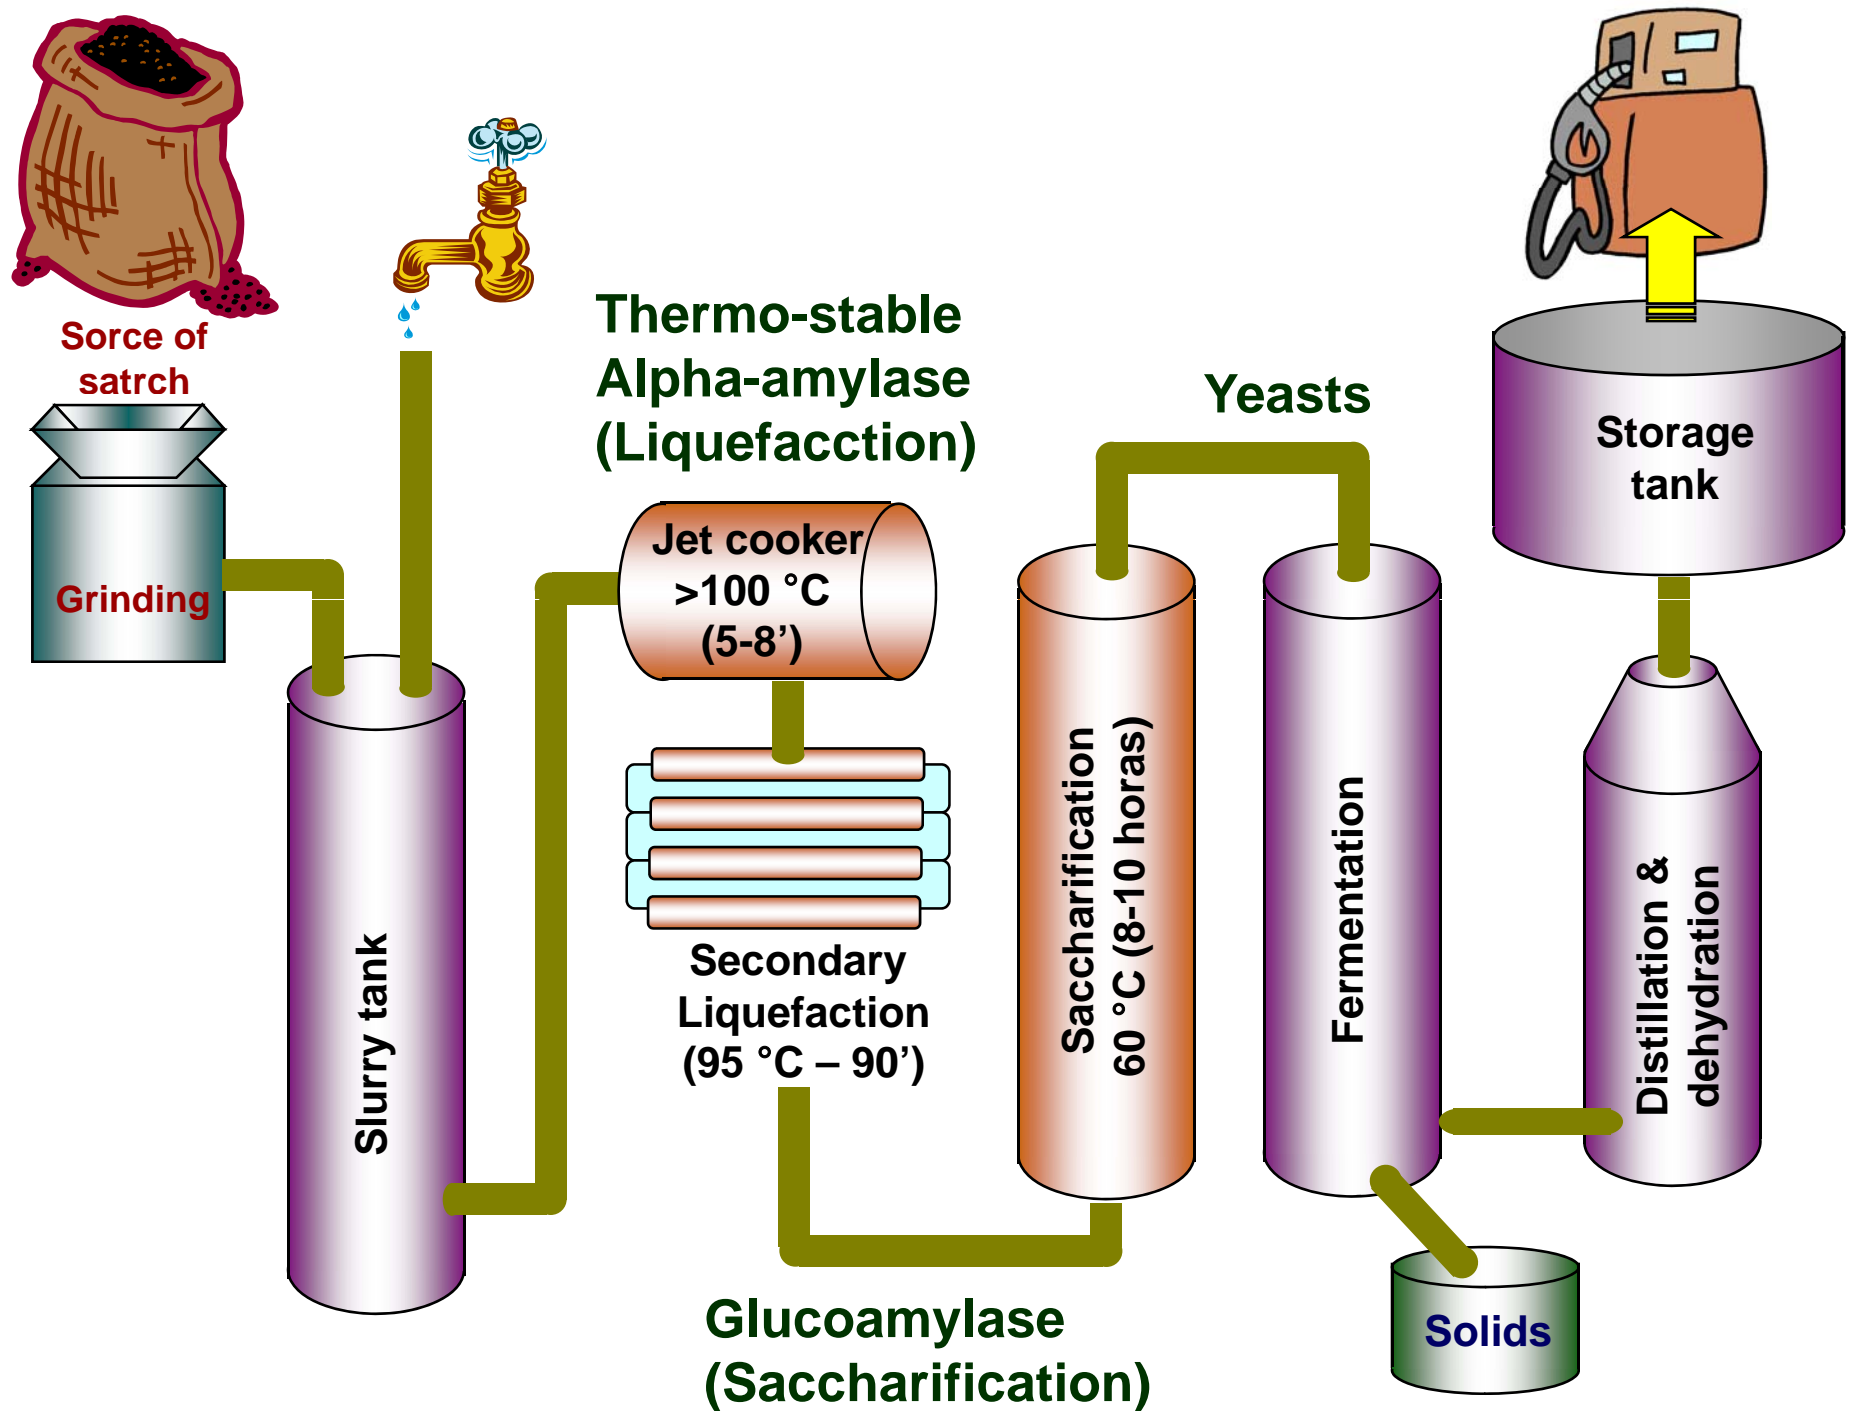 Sorce of
satrch
Grinding
Slurry tank
Thermo-stable
Alpha-amylase
(Liquefacction)
Jet cooker
>100 °C
(5-8’)
Secondary
Liquefaction
(95 °C – 90’)
Glucoamylase
(Saccharification)
Saccharification
60 °C (8-10 horas)
Yeasts
Fermentation
Solids
Distillation &
dehydration
Storage
tank